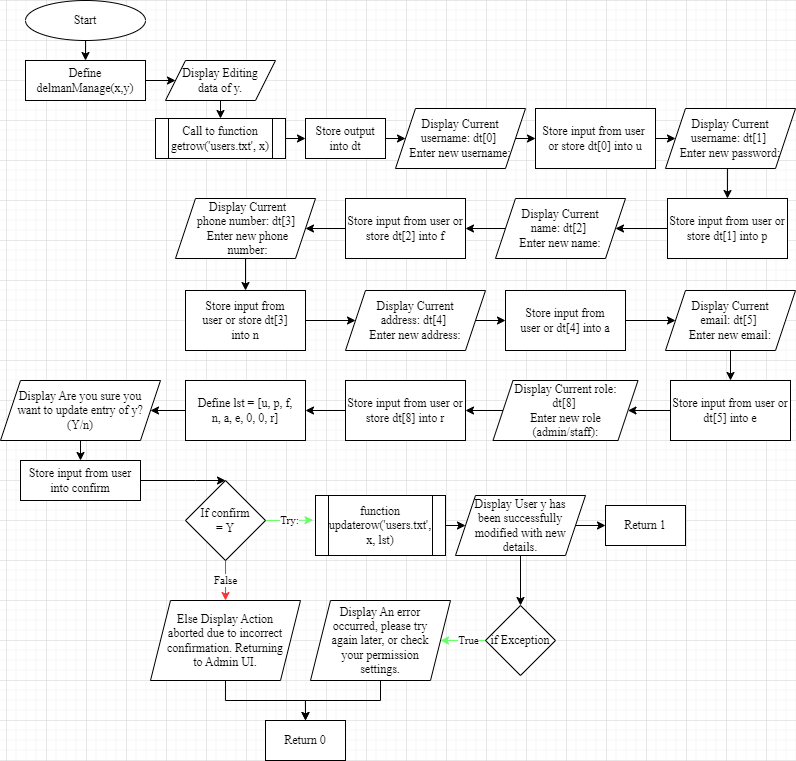 Start
Define
delmanManage(x,y)
Display Editing
data of y.
Call to function
getrow('users.txt', x)
Store output
into dt
Display Current
username: dt[0]
Enter new username:
Store input from user
or store dt[0] into u
Display Current
username: dt[1]
Enter new password:
Store input from user or
store dt[1] into p
Display Current
name: dt[2]
Enter new name:
Store input from user or
store dt[2] into f
Display Current
phone number: dt[3]
Enter new phone
number:
Store input from
user or store dt[3]
into n
Display Current
address: dt[4]
Enter new address:
Store input from
user or dt[4] into a
Display Current
email: dt[5]
Enter new email:
Store input from user or
dt[5] into e
Display Current role:
dt[8]
Enter new role
(admin/staff):
Store input from user or
store dt[8] into r
Define lst = [u, p, f,
n, a, e, 0, 0, r]
Display Are you sure you
want to update entry of y?
(Y/n)
Store input from user
into confirm
If confirm
= Y
Try:
function
updaterow('users.txt',
x, lst)
Display User y has
been successfully
modified with new
details.
Return 1
False
Else Display Action
aborted due to incorrect
confirmation. Returning
to Admin UI.
Display An error
occurred, please try
again later, or check
your permission
settings.
True
if Exception
Return 0